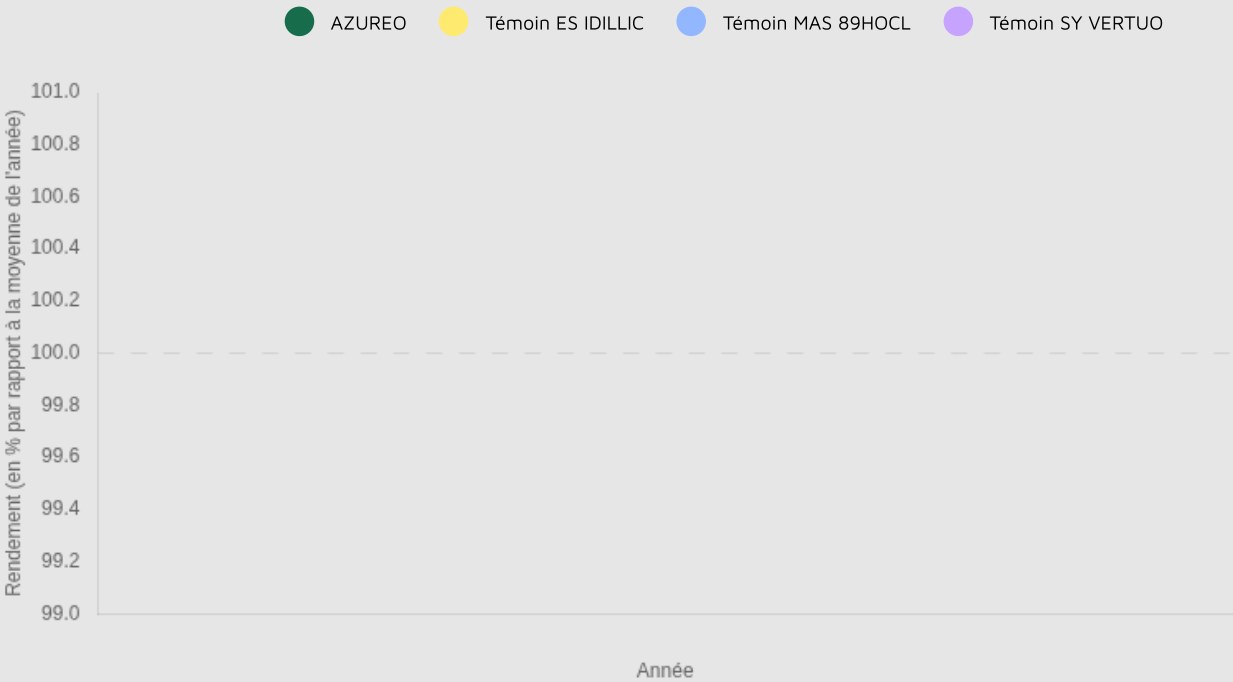 AZUREO
Témoin ES IDILLIC
Témoin MAS 89HOCL
Témoin SY VERTUO
Rendement (en % par rapport à la moyenne de l'année)
101.0
100.8
100.6
100.4
100.2
100.0
99.8
99.6
99.4
99.2
99.0
Année